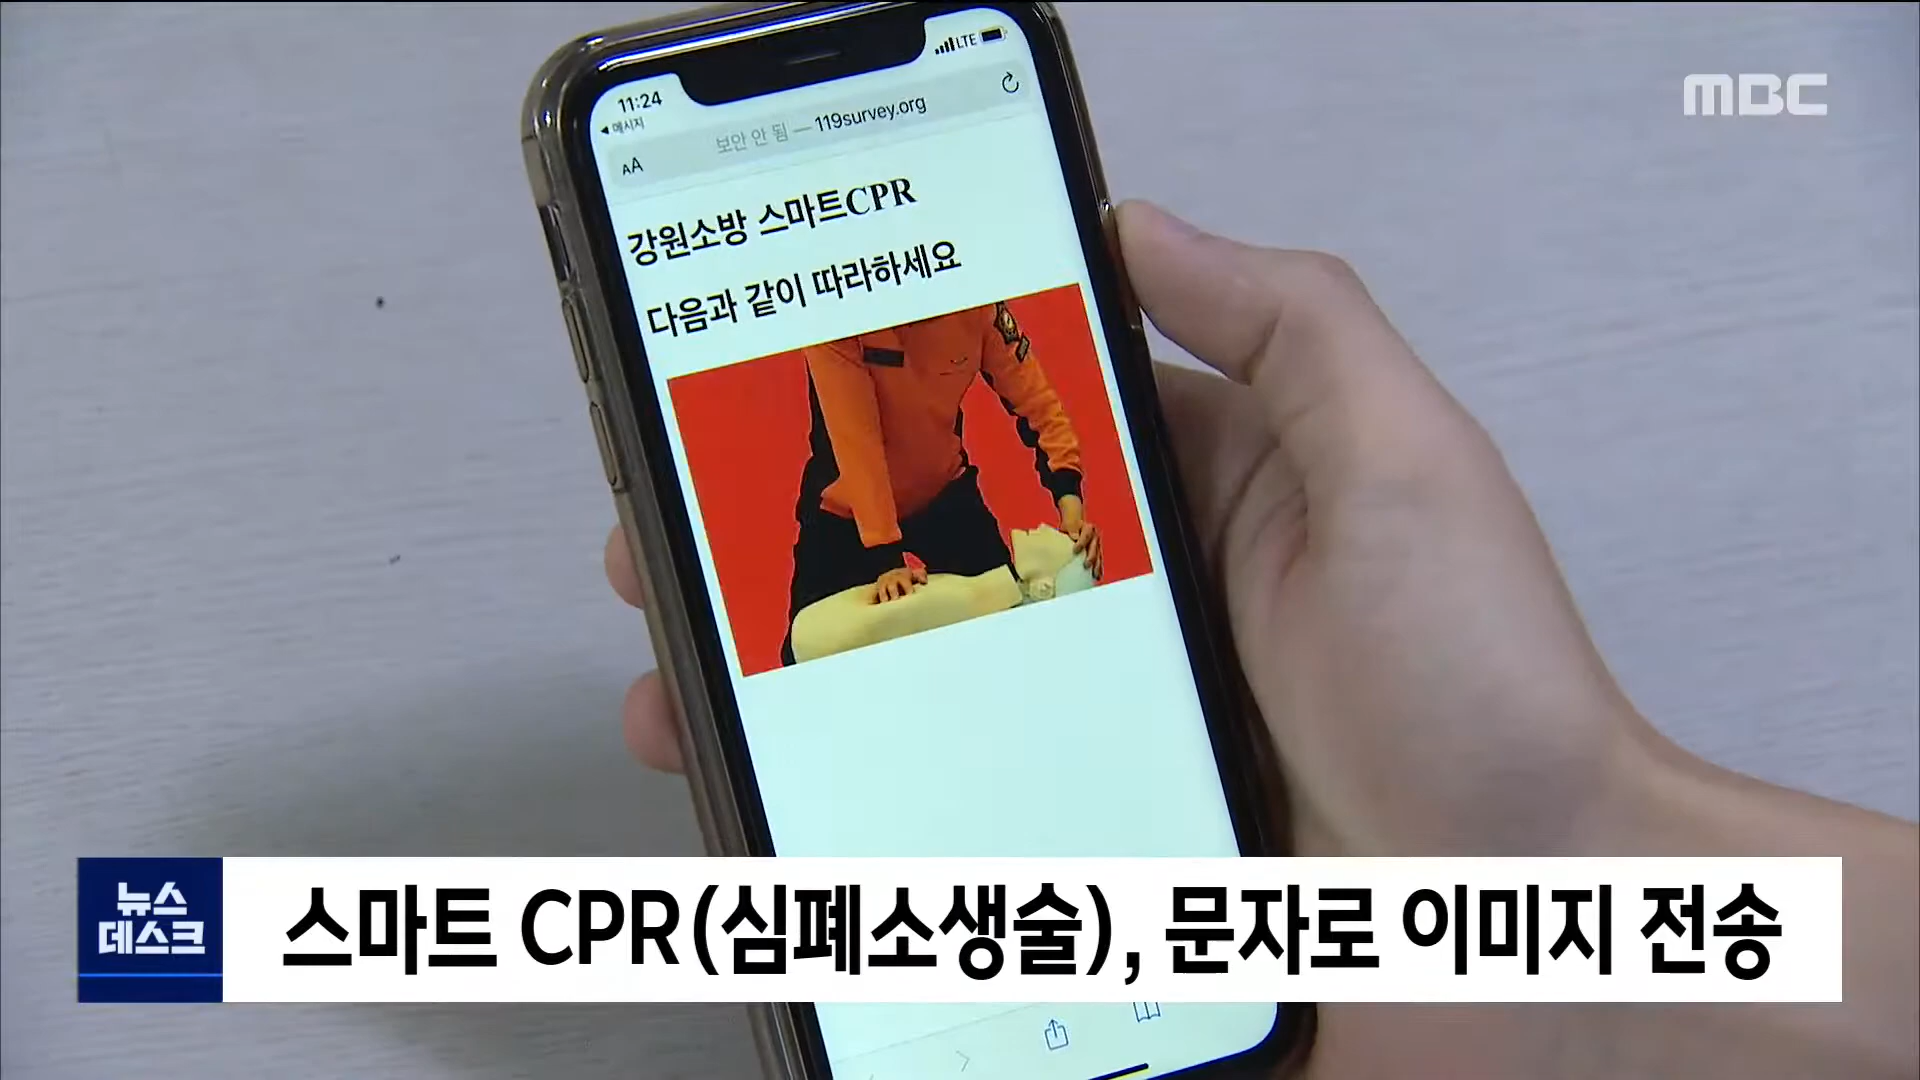 11:24
LTE
◀ 메시지
AA
보안 안 됨 — 119survey.org
MBC
강원소방 스마트CPR
다음과 같이 따라하세요
뉴스
데스크
스마트 CPR(심폐소생술), 문자로 이미지 전송